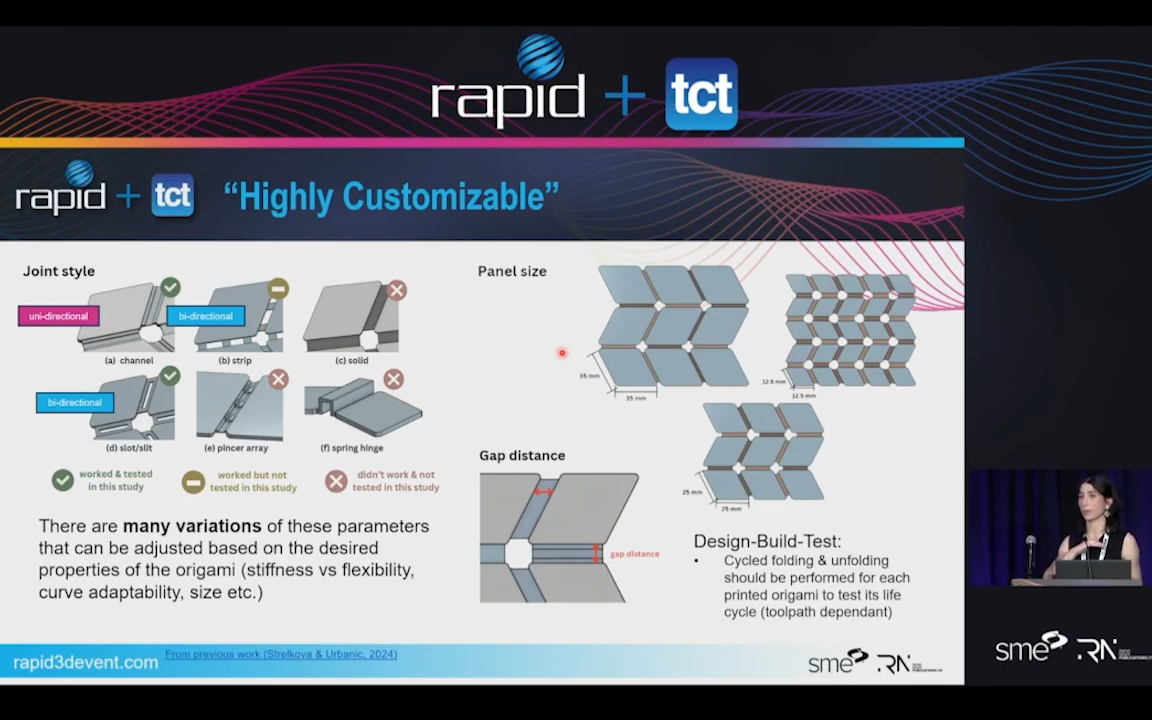 rapid + tct
rapid + tct
“Highly Customizable”
Joint style
uni-directional
bi-directional
(a) channel
(b) strip
(c) solid
bi-directional
(d) slot/slit
(e) pincer array
(f) spring hinge
worked & tested
in this study
worked but not
tested in this study
didn't work & not
tested in this study
There are many variations of these parameters
that can be adjusted based on the desired
properties of the origami (stiffness vs flexibility,
curve adaptability, size etc.)
Panel size
35 mm
35 mm
12.5 mm
12.5 mm
25 mm
25 mm
Gap distance
gap distance
Design-Build-Test:
• Cycled folding & unfolding
should be performed for each
printed origami to test its life
cycle (toolpath dependant)
rapid3devent.com
From previous work (Strelkova & Urbanic, 2024)
sme
RN
sme
RN